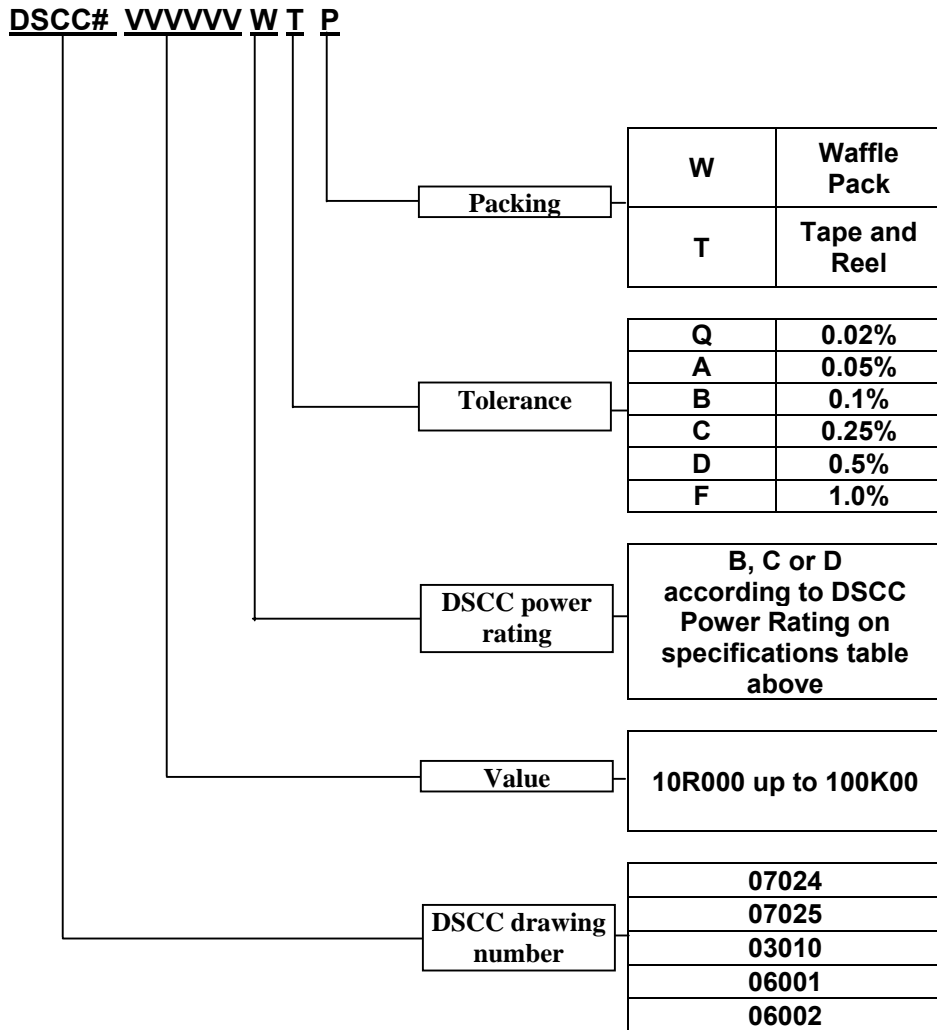 DSCC# VVVVVV W T P
Packing
W
Waffle
Pack
T
Tape and
Reel
Tolerance
Q 0.02%
A 0.05%
B 0.1%
C 0.25%
D 0.5%
F 1.0%
DSCC power
rating
B, C or D
according to DSCC
Power Rating on
specifications table
above
Value
10R000 up to 100K00
DSCC drawing
number
07024
07025
03010
06001
06002